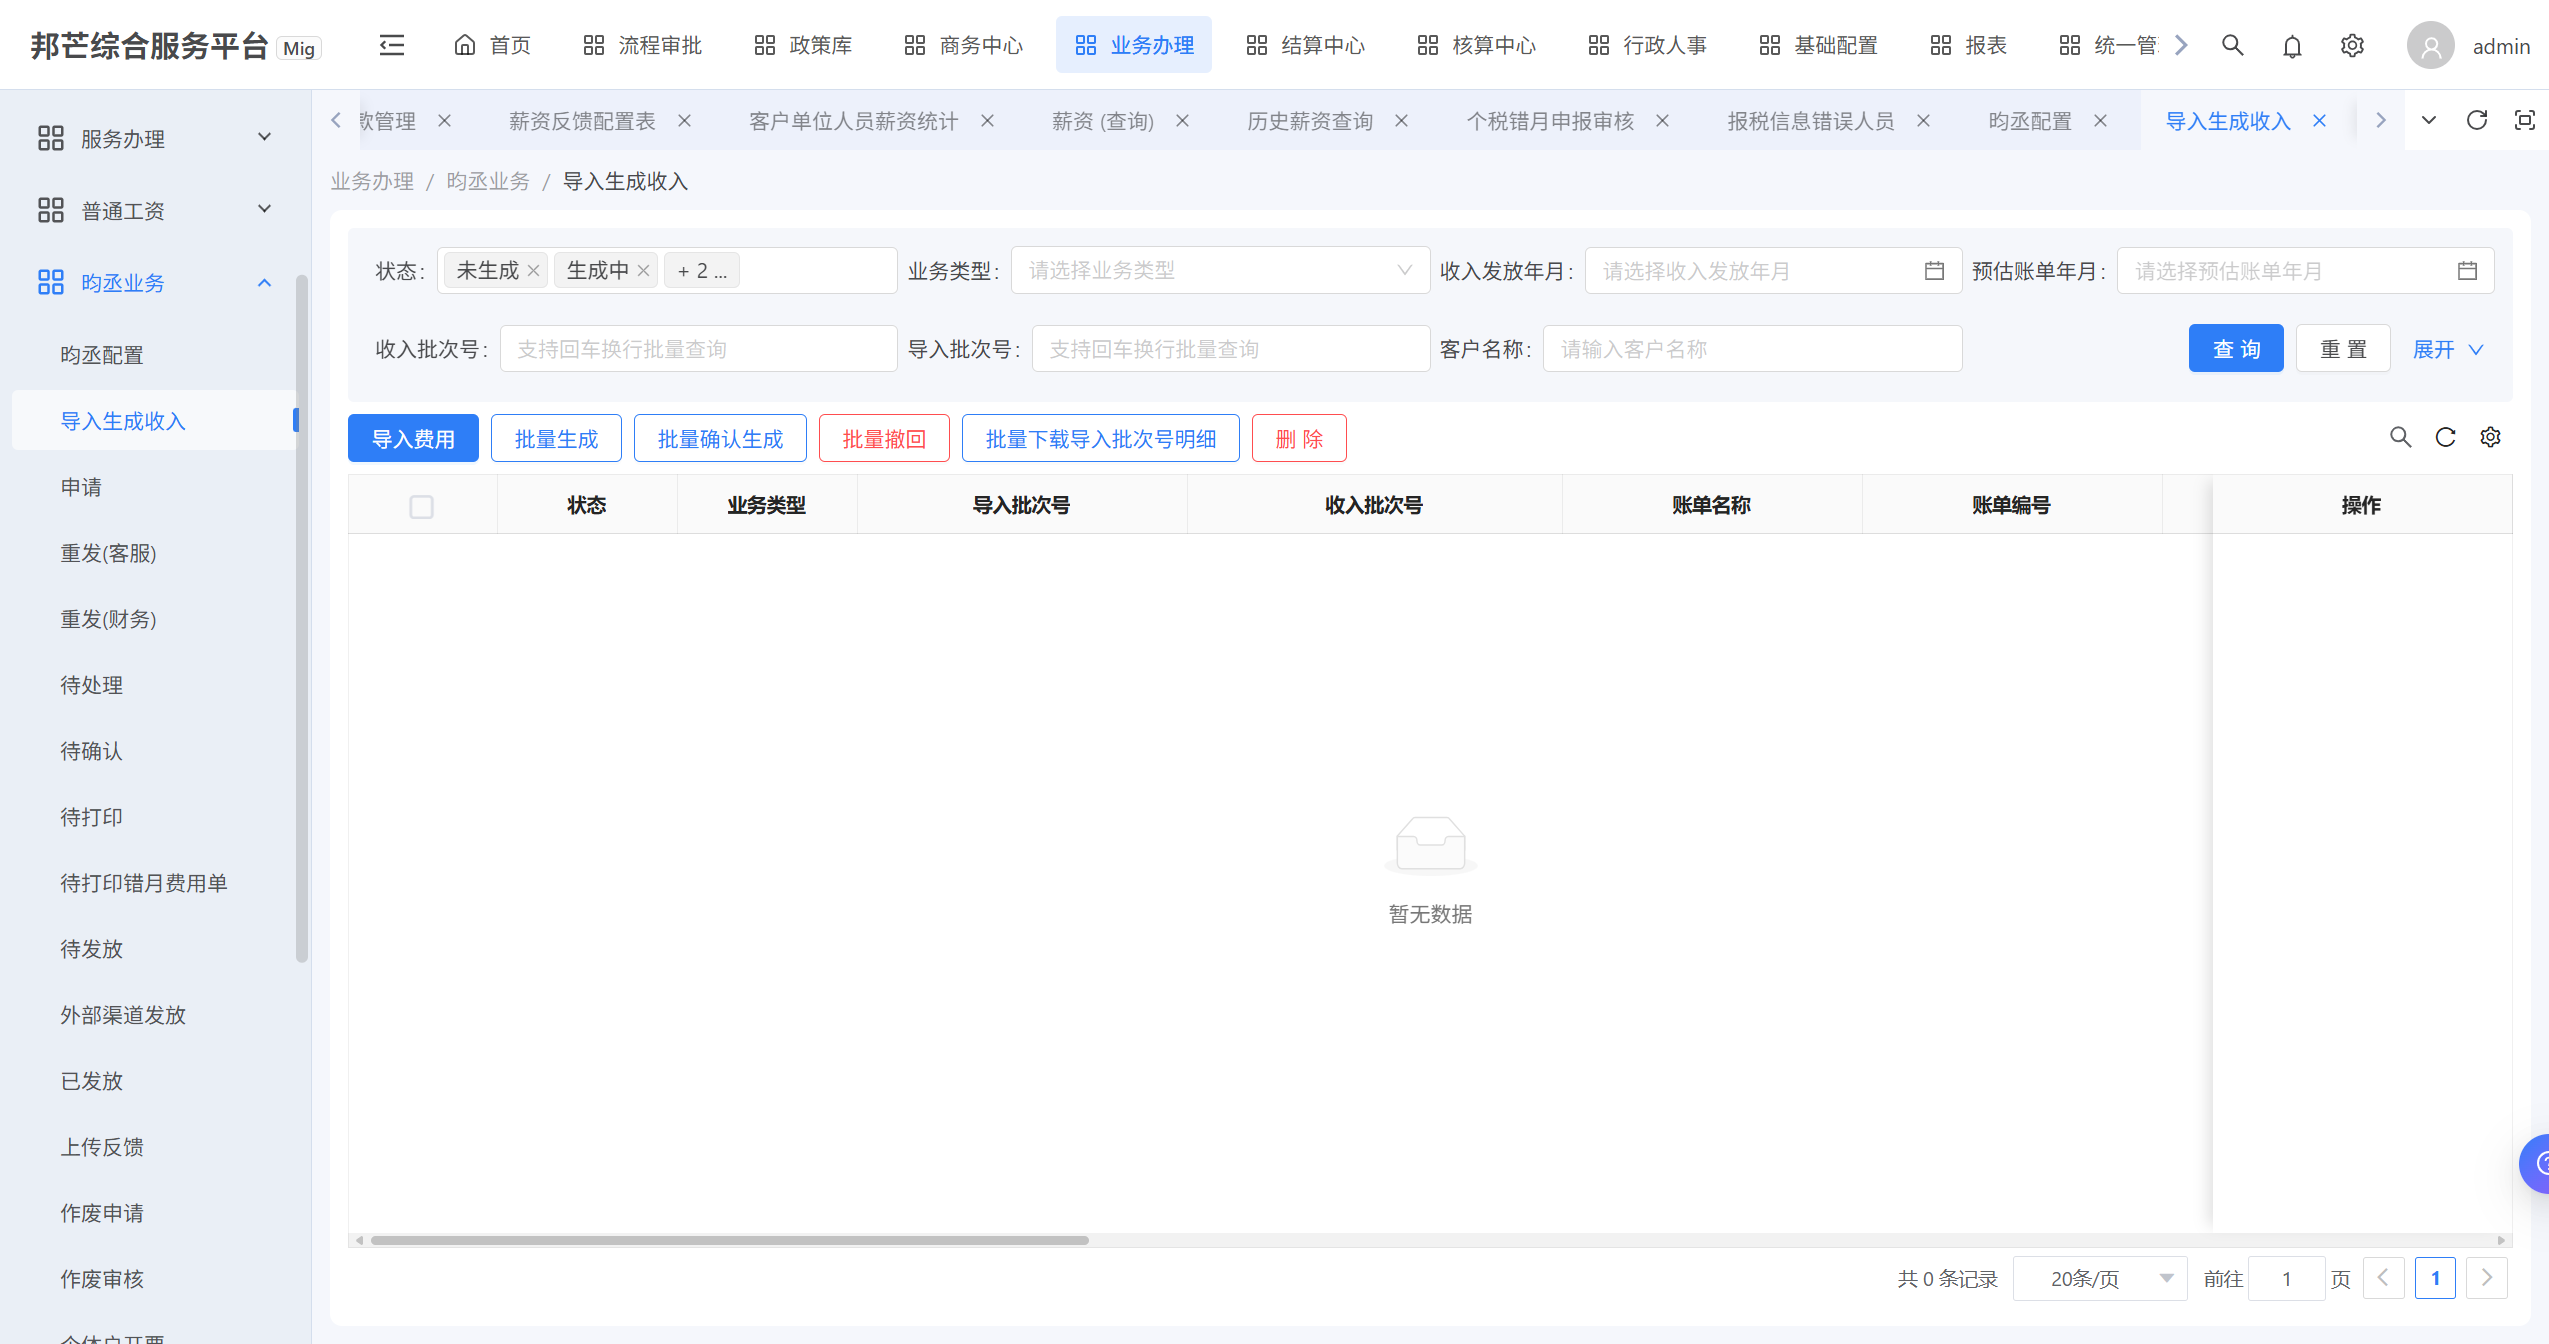 邦芒综合服务平台 Mig
首页 流程审批 政策库 商务中心 业务办理 结算中心 核算中心 行政人事 基础配置 报表 统一管 admin
款管理 薪资反馈配置表 客户单位人员薪资统计 薪资 (查询) 历史薪资查询 个税错月申报审核 报税信息错误人员 昀丞配置 导入生成收入
业务办理 / 昀丞业务 / 导入生成收入
服务办理
普通工资
昀丞业务
昀丞配置
导入生成收入
申请
重发(客服)
重发(财务)
待处理
待确认
待打印
待打印错月费用单
待发放
外部渠道发放
已发放
上传反馈
作废申请
作废审核
个体户开票
状态: 未生成 生成中 + 2 ... 业务类型: 请选择业务类型 收入发放年月: 请选择收入发放年月 预估账单年月: 请选择预估账单年月
收入批次号: 支持回车换行批量查询 导入批次号: 支持回车换行批量查询 客户名称: 请输入客户名称 查 询 重 置 展开
导入费用 批量生成 批量确认生成 批量撤回 批量下载导入批次号明细 删 除
状态 业务类型 导入批次号 收入批次号 账单名称 账单编号 操作
暂无数据
共 0 条记录 20条/页 前往 1 页 1